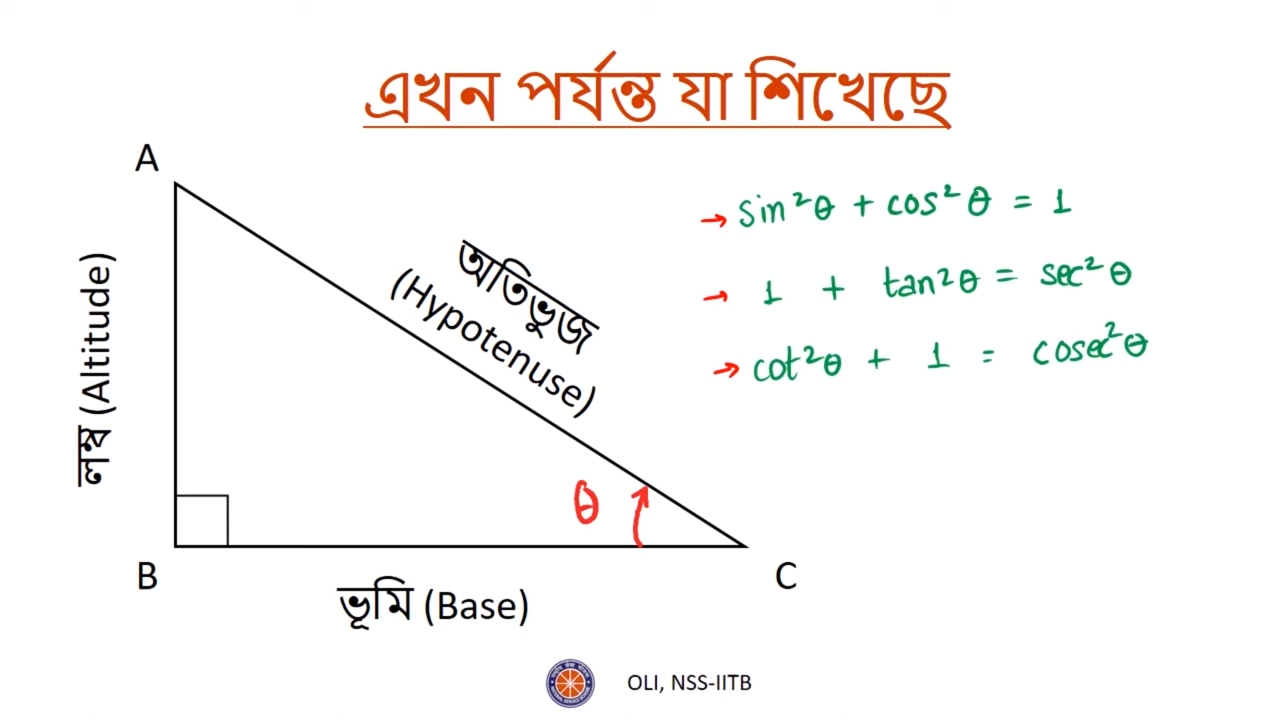 এখন পর্যন্ত যা শিখেছে
A
sin²θ + cos²θ = 1
অতিভুজ
(Hypotenuse)
1 + tan²θ = sec²θ
লম্ব (Altitude)
cot²θ + 1 = cosec²θ
θ
B
C
ভূমি (Base)
OLI, NSS-IITB